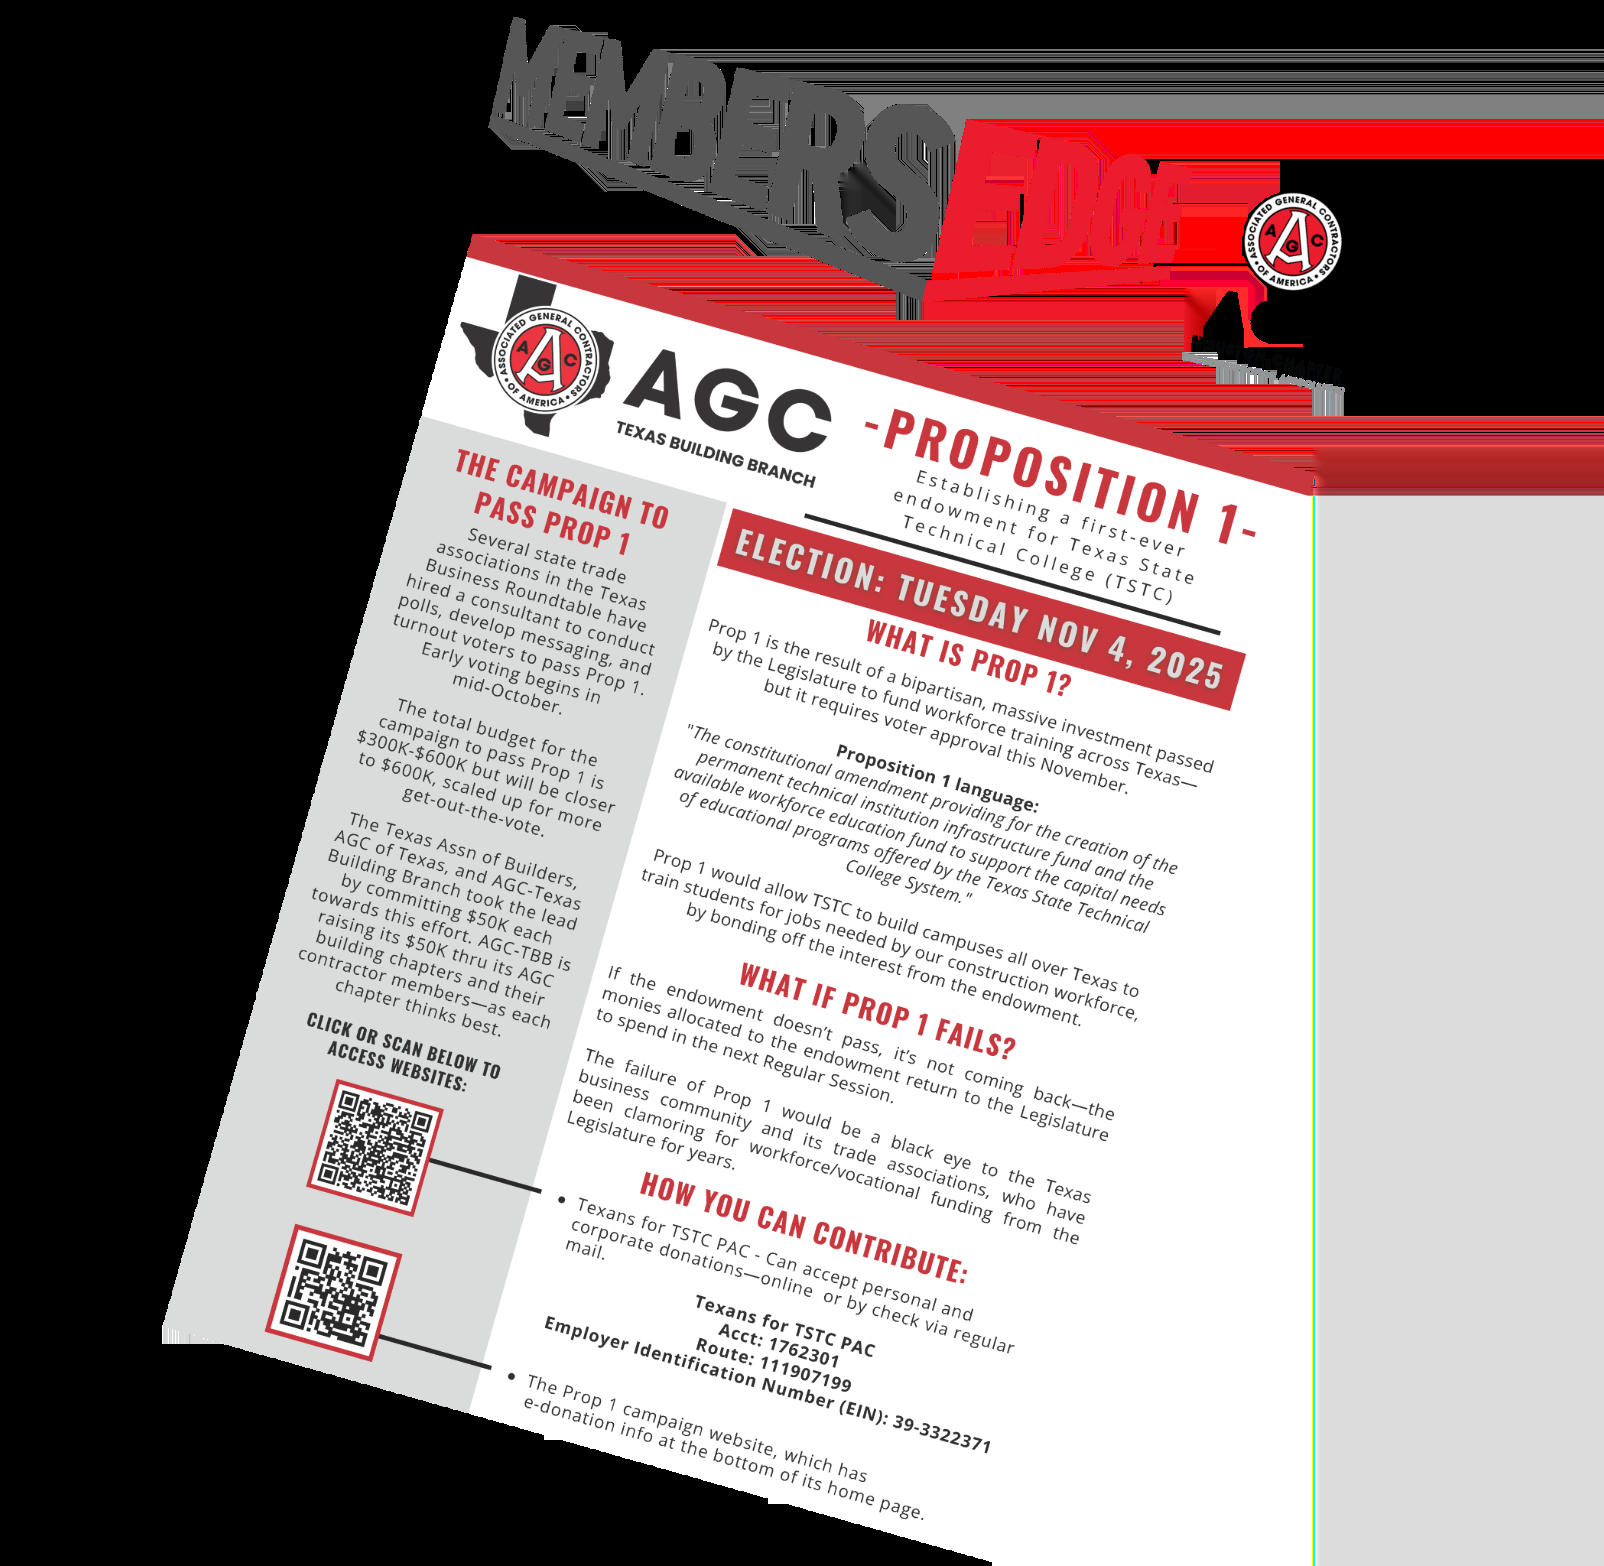 MEMBERS EDGE
ASSOCIATED GENERAL CONTRACTORS
A G C
OF AMERICA
HOUSTON CHAPTER
ASSOCIATED GENERAL CONTRACTORS
A G C
OF AMERICA
AGC
TEXAS BUILDING BRANCH
-PROPOSITION 1-
Establishing a first-ever
endowment for Texas State
Technical College (TSTC)
ELECTION: TUESDAY NOV 4, 2025
THE CAMPAIGN TO
PASS PROP 1
Several state trade
associations in the Texas
Business Roundtable have
hired a consultant to conduct
polls, develop messaging, and
turnout voters to pass Prop 1.
Early voting begins in
mid-October.
The total budget for the
campaign to pass Prop 1 is
$300K-$600K but will be closer
to $600K, scaled up for more
get-out-the-vote.
The Texas Assn of Builders,
AGC of Texas, and AGC-Texas
Building Branch took the lead
by committing $50K each
towards this effort. AGC-TBB is
raising its $50K thru its AGC
building chapters and their
contractor members—as each
chapter thinks best.
CLICK OR SCAN BELOW TO
ACCESS WEBSITES:
WHAT IS PROP 1?
Prop 1 is the result of a bipartisan, massive investment passed
by the Legislature to fund workforce training across Texas—
but it requires voter approval this November.
Proposition 1 language:
"The constitutional amendment providing for the creation of the
permanent technical institution infrastructure fund and the
available workforce education fund to support the capital needs
of educational programs offered by the Texas State Technical
College System."
Prop 1 would allow TSTC to build campuses all over Texas to
train students for jobs needed by our construction workforce,
by bonding off the interest from the endowment.
WHAT IF PROP 1 FAILS?
If the endowment doesn't pass, it's not coming back—the
monies allocated to the endowment return to the Legislature
to spend in the next Regular Session.
The failure of Prop 1 would be a black eye to the Texas
business community and its trade associations, who have
been clamoring for workforce/vocational funding from the
Legislature for years.
HOW YOU CAN CONTRIBUTE:
• Texans for TSTC PAC - Can accept personal and
corporate donations—online or by check via regular
mail.
Texans for TSTC PAC
Acct: 1762301
Route: 111907199
Employer Identification Number (EIN): 39-3322371
• The Prop 1 campaign website, which has
e-donation info at the bottom of its home page.